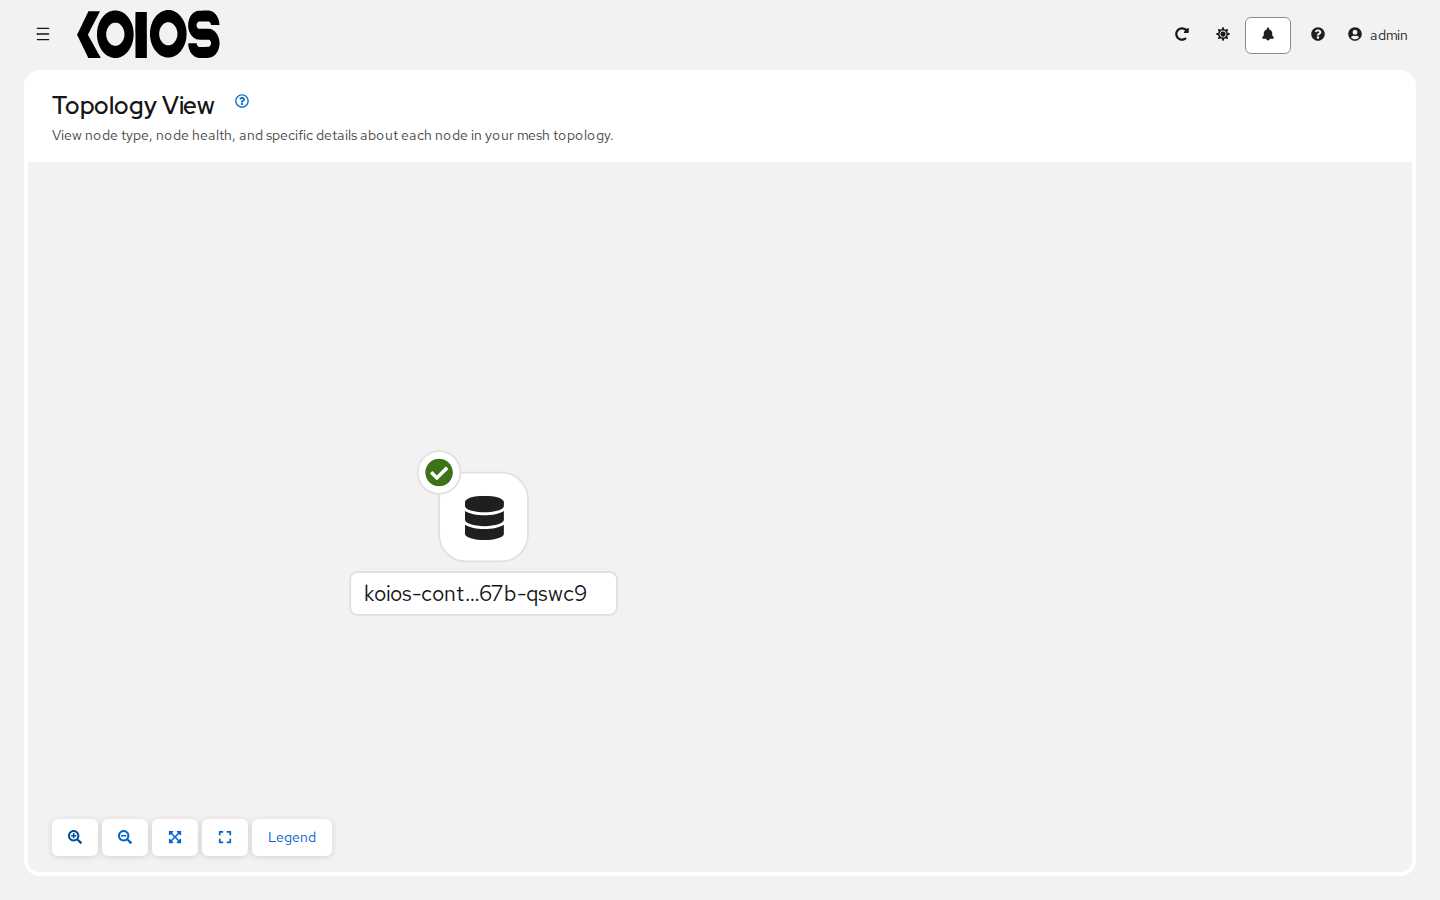 KOIOS
admin
Topology View
View node type, node health, and specific details about each node in your mesh topology.
koios-cont...67b-qswc9
Legend